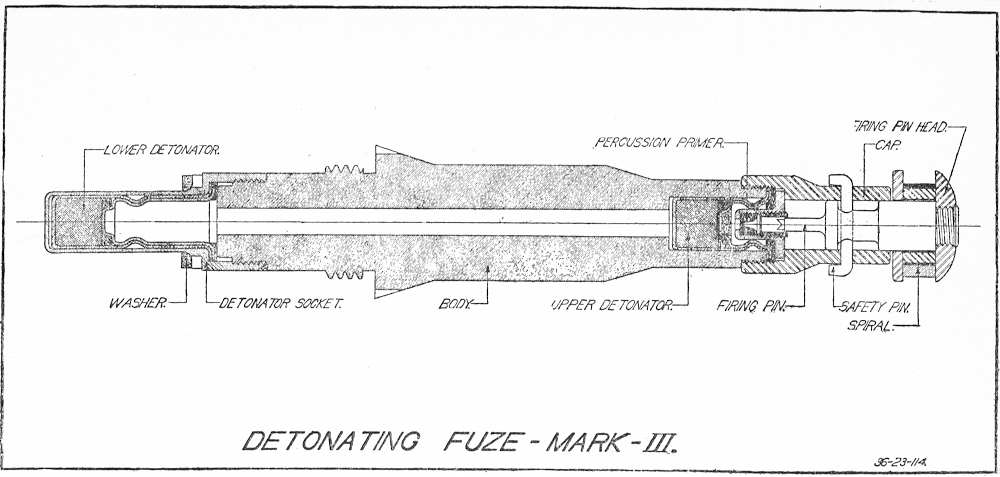 FIRING PIN HEAD.
CAP.
LOWER DETONATOR.
PERCUSSION PRIMER.
WASHER.
DETONATOR SOCKET.
BODY.
UPPER DETONATOR.
FIRING PIN.
SAFETY PIN.
SPIRAL.
DETONATING FUZE-MARK-III.
36-23-114.